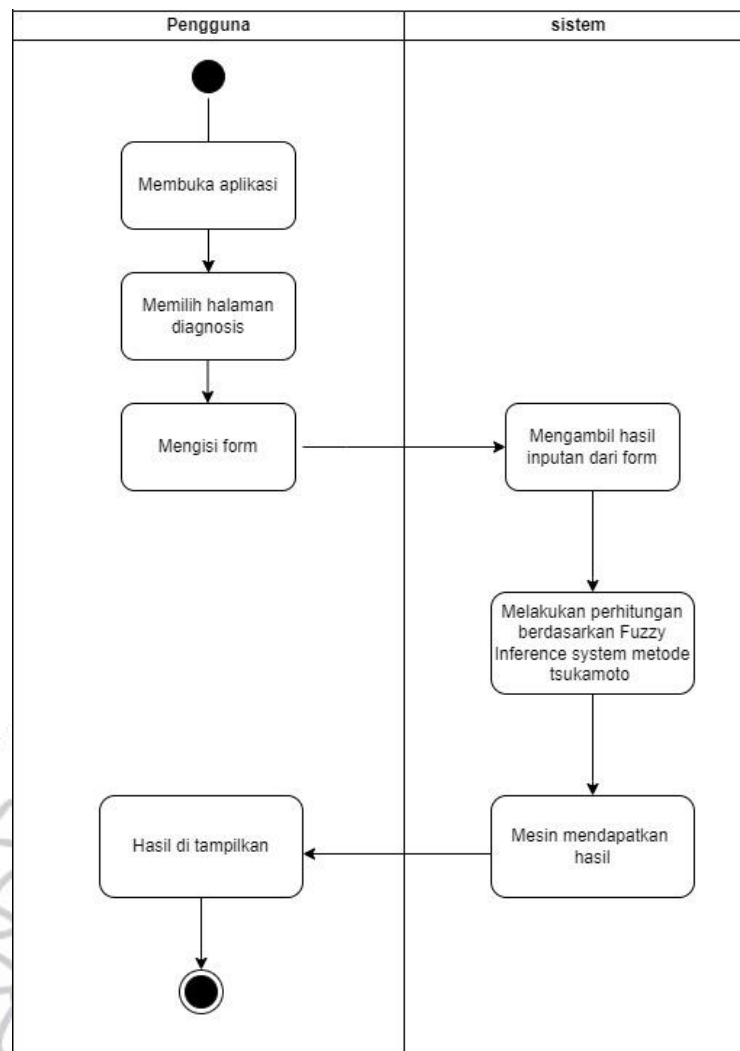 Pengguna
sistem
Membuka aplikasi
Memilih halaman
diagnosis
Mengisi form
Mengambil hasil
inputan dari form
Melakukan perhitungan
berdasarkan Fuzzy
Inference system metode
tsukamoto
Mesin mendapatkan
hasil
Hasil di tampilkan